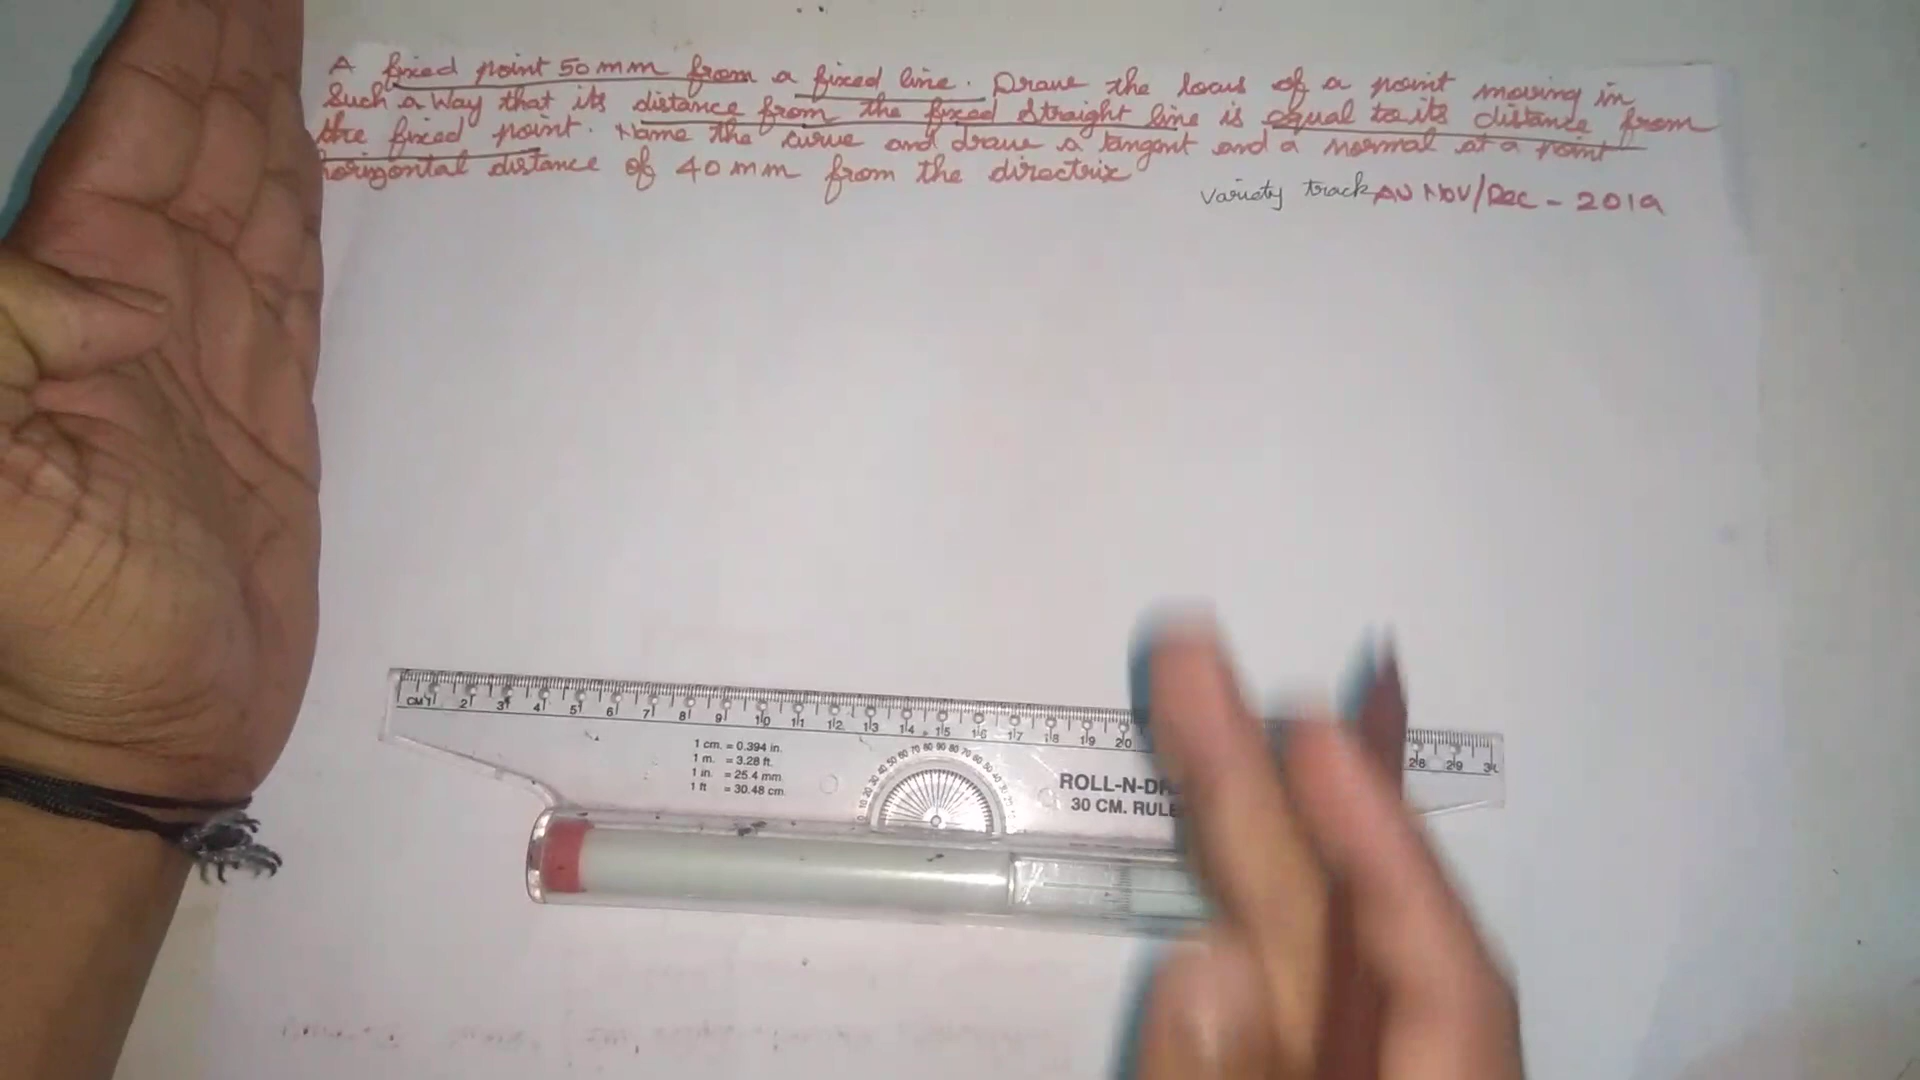 A fixed point 50 mm from a fixed line. Draw the locus of a point moving in
Such a Way that its distance from the fixed Straight line is equal to its distance from
the fixed point. Name the curve and draw a tangent and a normal at a point
horizontal distance of 40 mm from the directrix
Variety track AU NOV/Dec - 2019
CM 1 2 3 4 5 6 7 8 9 10 11 12 13 14 15 16 17 18 19 20 28 29
1 cm. = 0.394 in.
1 m. = 3.28 ft.
1 in. = 25.4 mm
1 ft = 30.48 cm
ROLL-N-DR
30 CM. RULE